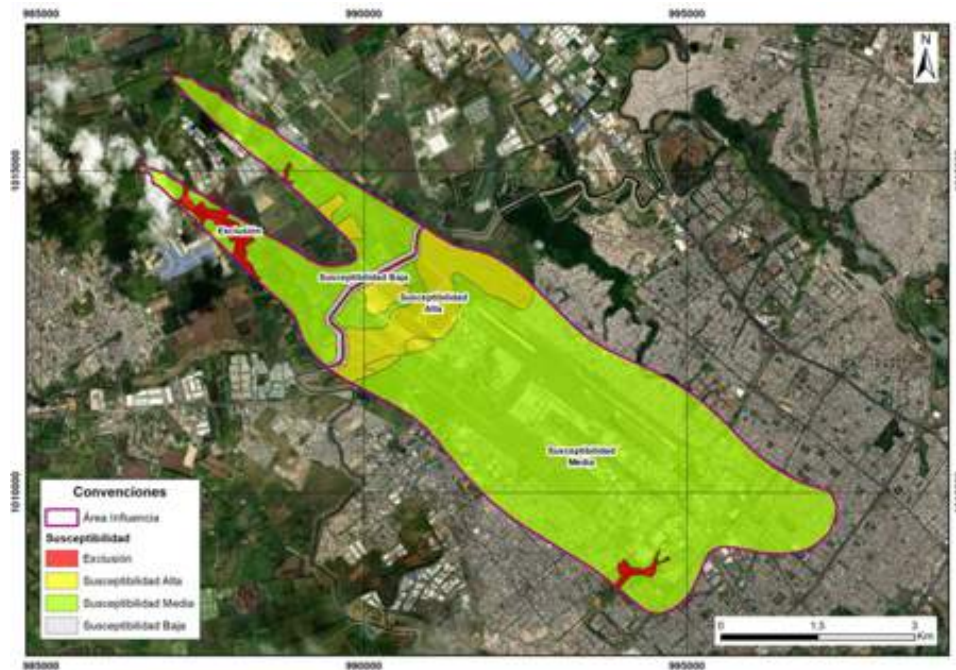 985000 990000 995000
N
1015000
Exclusión
Susceptibilidad Baja
Susceptibilidad
Alta
Susceptibilidad
Media
1010000
Convenciones
Área Influencia
Susceptibilidad
Exclusión
Susceptibilidad Alta
Susceptibilidad Media
Susceptibilidad Baja
0 1,5 3
Km
985000 990000 995000